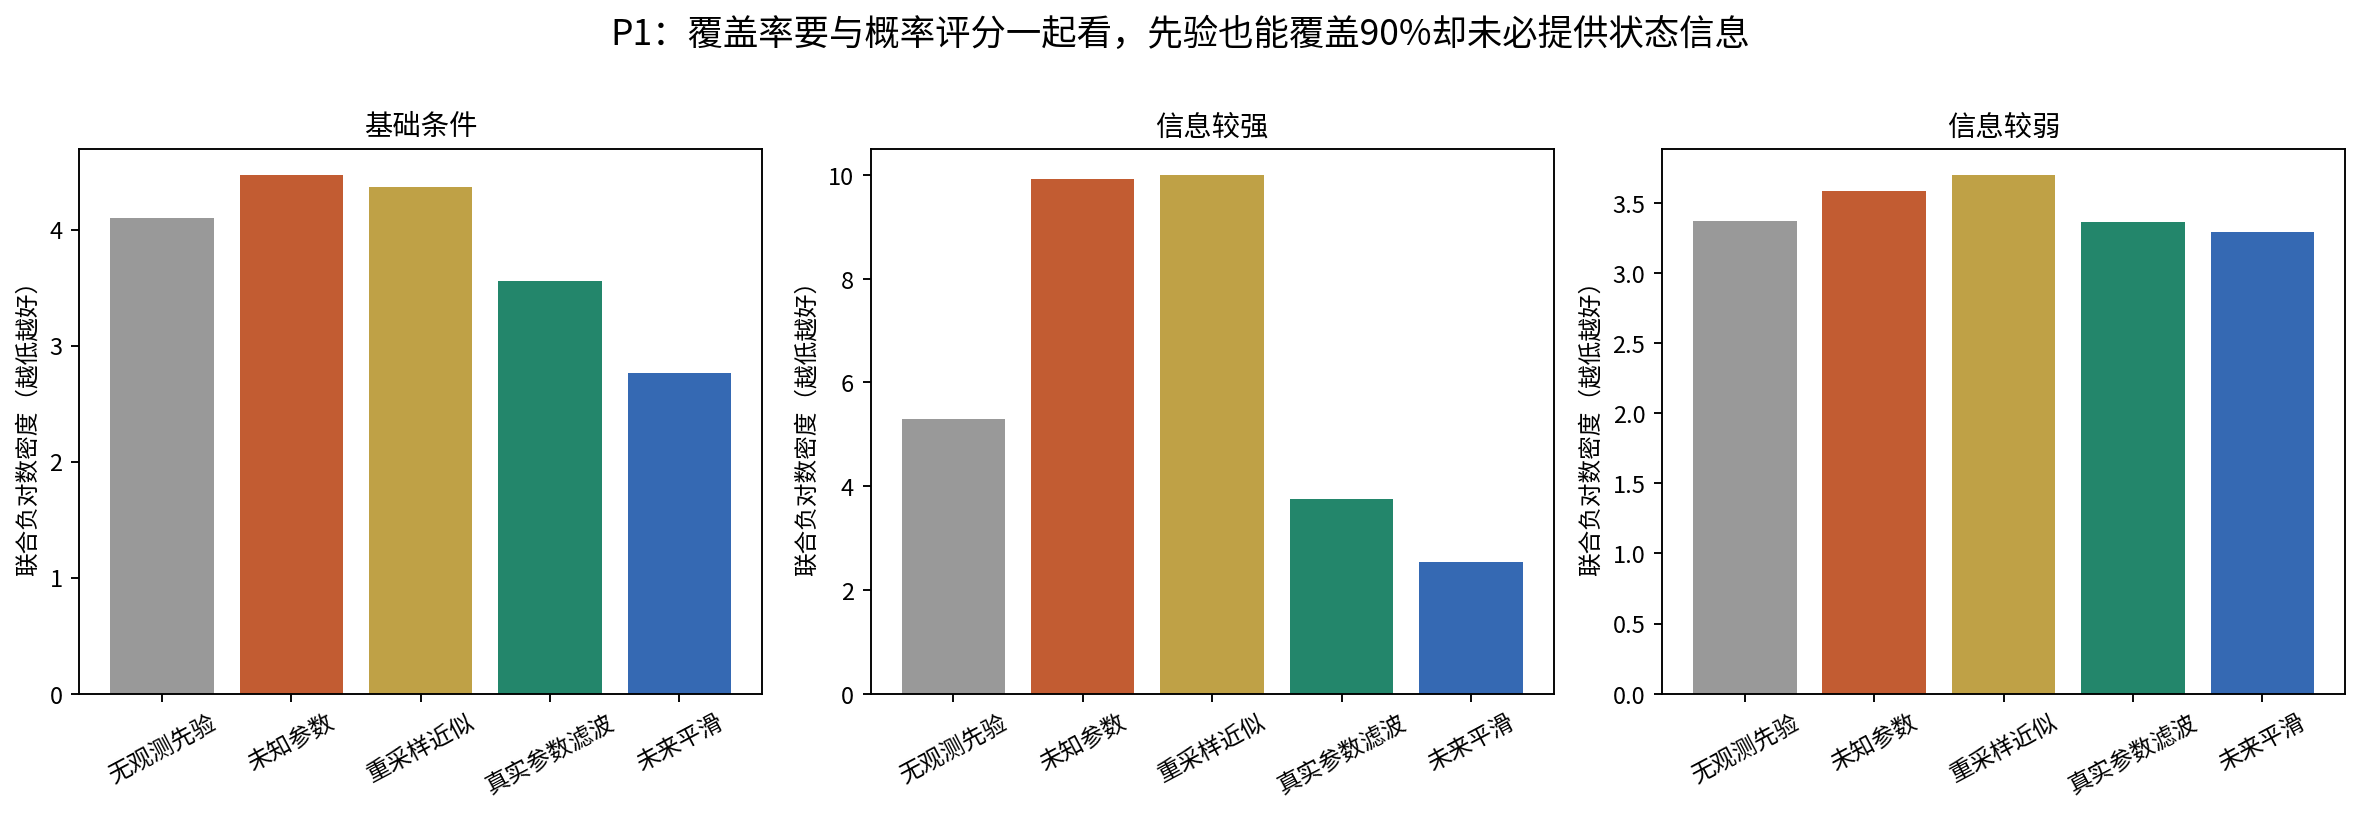 P1：覆盖率要与概率评分一起看，先验也能覆盖90%却未必提供状态信息
基础条件
联合负对数密度（越低越好）
4
3
2
1
0
无观测先验
未知参数
重采样近似
真实参数滤波
未来平滑
信息较强
联合负对数密度（越低越好）
10
8
6
4
2
0
无观测先验
未知参数
重采样近似
真实参数滤波
未来平滑
信息较弱
联合负对数密度（越低越好）
3.5
3.0
2.5
2.0
1.5
1.0
0.5
0.0
无观测先验
未知参数
重采样近似
真实参数滤波
未来平滑